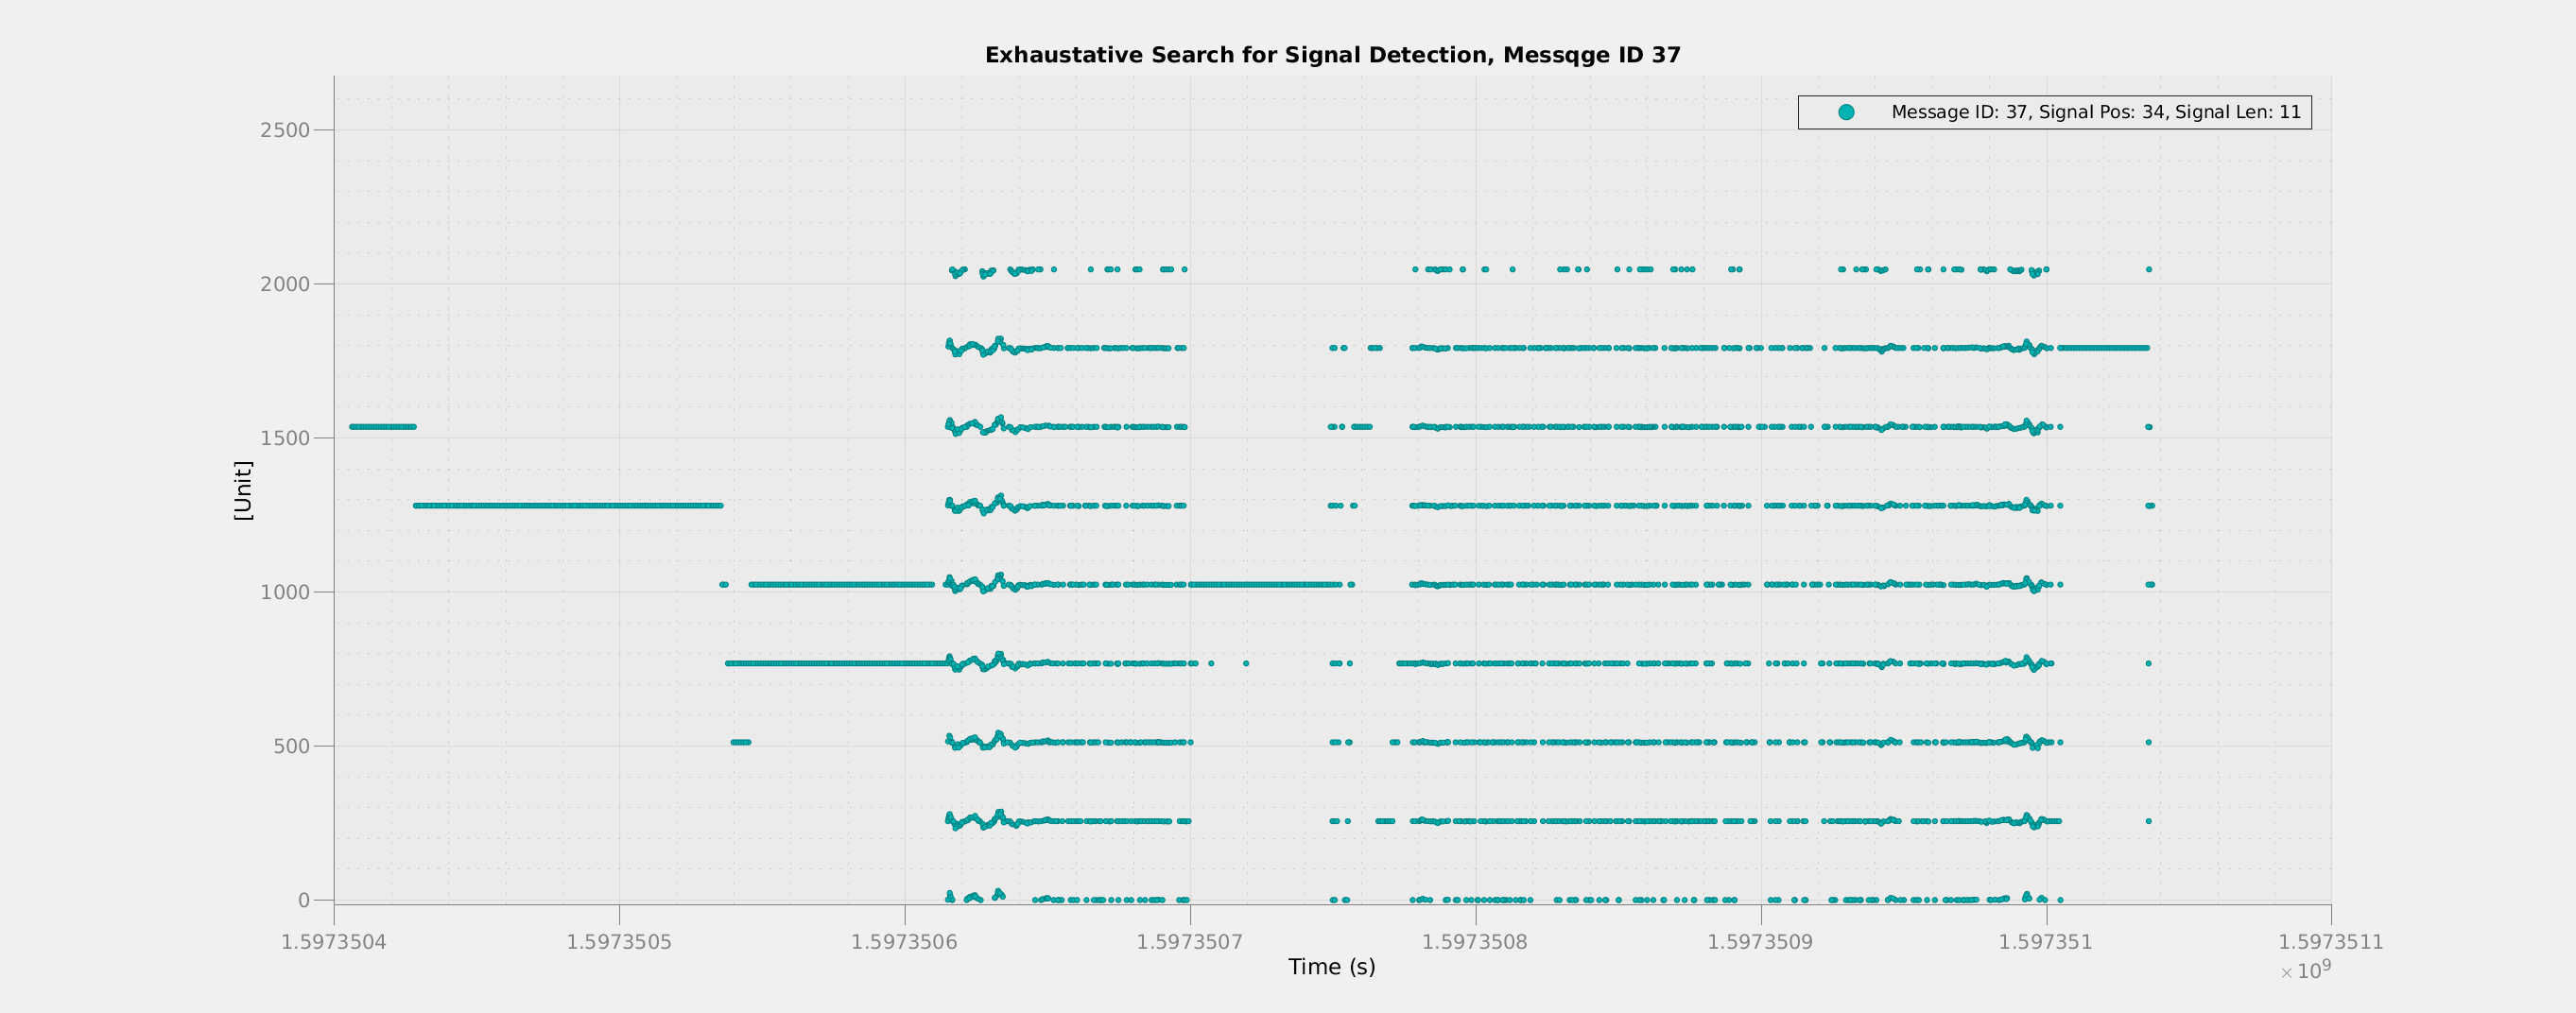 Exhaustative Search for Signal Detection, Messqge ID 37
Message ID: 37, Signal Pos: 34, Signal Len: 11
2500
2000
1500
1000
500
0
[Unit]
1.5973504 1.5973505 1.5973506 1.5973507 1.5973508 1.5973509 1.597351 1.5973511
Time (s)
× 10⁹